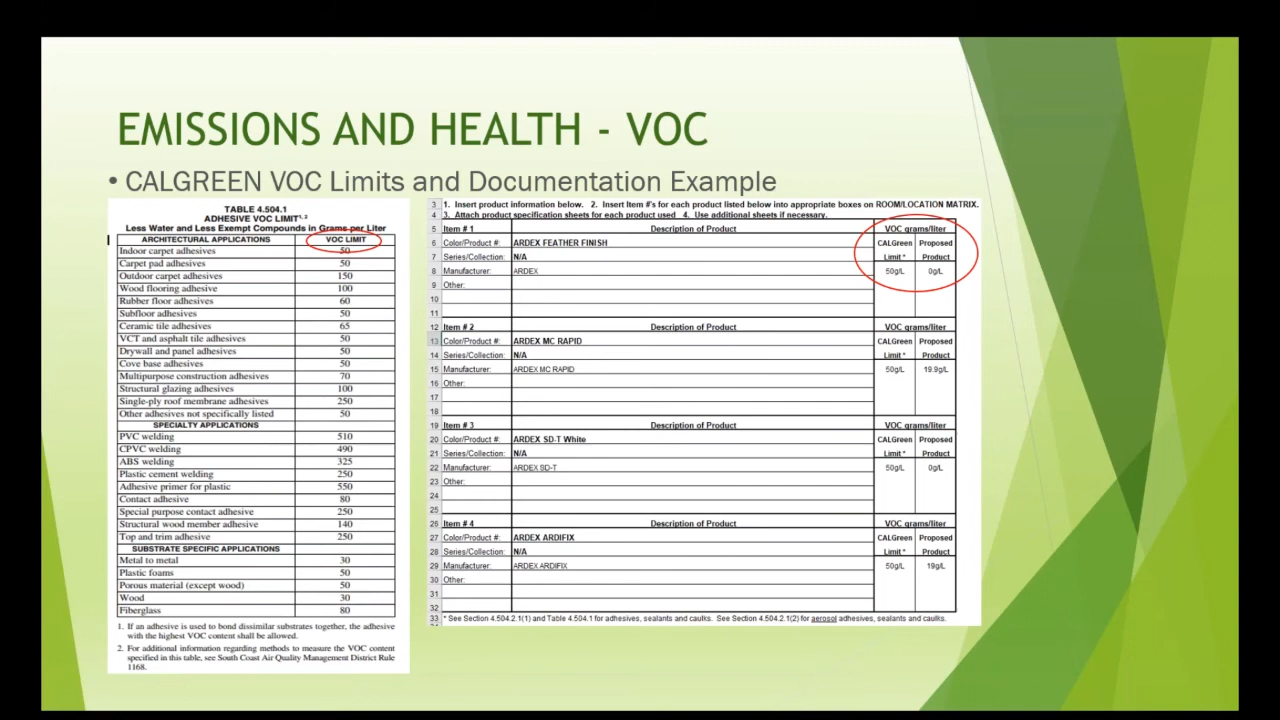 EMISSIONS AND HEALTH - VOC
• CALGREEN VOC Limits and Documentation Example
TABLE 4.504.1
ADHESIVE VOC LIMIT1, 2
Less Water and Less Exempt Compounds in Grams per Liter
ARCHITECTURAL APPLICATIONS VOC LIMIT
Indoor carpet adhesives 50
Carpet pad adhesives 50
Outdoor carpet adhesives 150
Wood flooring adhesive 100
Rubber floor adhesives 60
Subfloor adhesives 50
Ceramic tile adhesives 65
VCT and asphalt tile adhesives 50
Drywall and panel adhesives 50
Cove base adhesives 50
Multipurpose construction adhesives 70
Structural glazing adhesives 100
Single-ply roof membrane adhesives 250
Other adhesives not specifically listed 50
SPECIALTY APPLICATIONS
PVC welding 510
CPVC welding 490
ABS welding 325
Plastic cement welding 250
Adhesive primer for plastic 550
Contact adhesive 80
Special purpose contact adhesive 250
Structural wood member adhesive 140
Top and trim adhesive 250
SUBSTRATE SPECIFIC APPLICATIONS
Metal to metal 30
Plastic foams 50
Porous material (except wood) 50
Wood 30
Fiberglass 80
1. If an adhesive is used to bond dissimilar substrates together, the adhesive
with the highest VOC content shall be allowed.
2. For additional information regarding methods to measure the VOC content
specified in this table, see South Coast Air Quality Management District Rule
1168.
3 1. Insert product information below. 2. Insert Item #'s for each product listed below into appropriate boxes on ROOM/LOCATION MATRIX.
4 3. Attach product specification sheets for each product used 4. Use additional sheets if necessary.
5 Item # 1 Description of Product VOC grams/liter
6 Color/Product #: ARDEX FEATHER FINISH CALGreen Proposed
7 Series/Collection: N/A Limit * Product
8 Manufacturer: ARDEX 50g/L 0g/L
9 Other:
10
11
12 Item # 2 Description of Product VOC grams/liter
13 Color/Product #: ARDEX MC RAPID CALGreen Proposed
14 Series/Collection: N/A Limit * Product
15 Manufacturer: ARDEX MC RAPID 50g/L 19.9g/L
16 Other:
17
18
19 Item # 3 Description of Product VOC grams/liter
20 Color/Product #: ARDEX SD-T White CALGreen Proposed
21 Series/Collection: N/A Limit * Product
22 Manufacturer: ARDEX SD-T 50g/L 0g/L
23 Other:
24
25
26 Item # 4 Description of Product VOC grams/liter
27 Color/Product #: ARDEX ARDIFIX CALGreen Proposed
28 Series/Collection: N/A Limit * Product
29 Manufacturer: ARDEX ARDIFIX 50g/L 19g/L
30 Other:
31
32
33 * See Section 4.504.2.1(1) and Table 4.504.1 for adhesives, sealants and caulks. See Section 4.504.2.1(2) for aerosol adhesives, sealants and caulks.